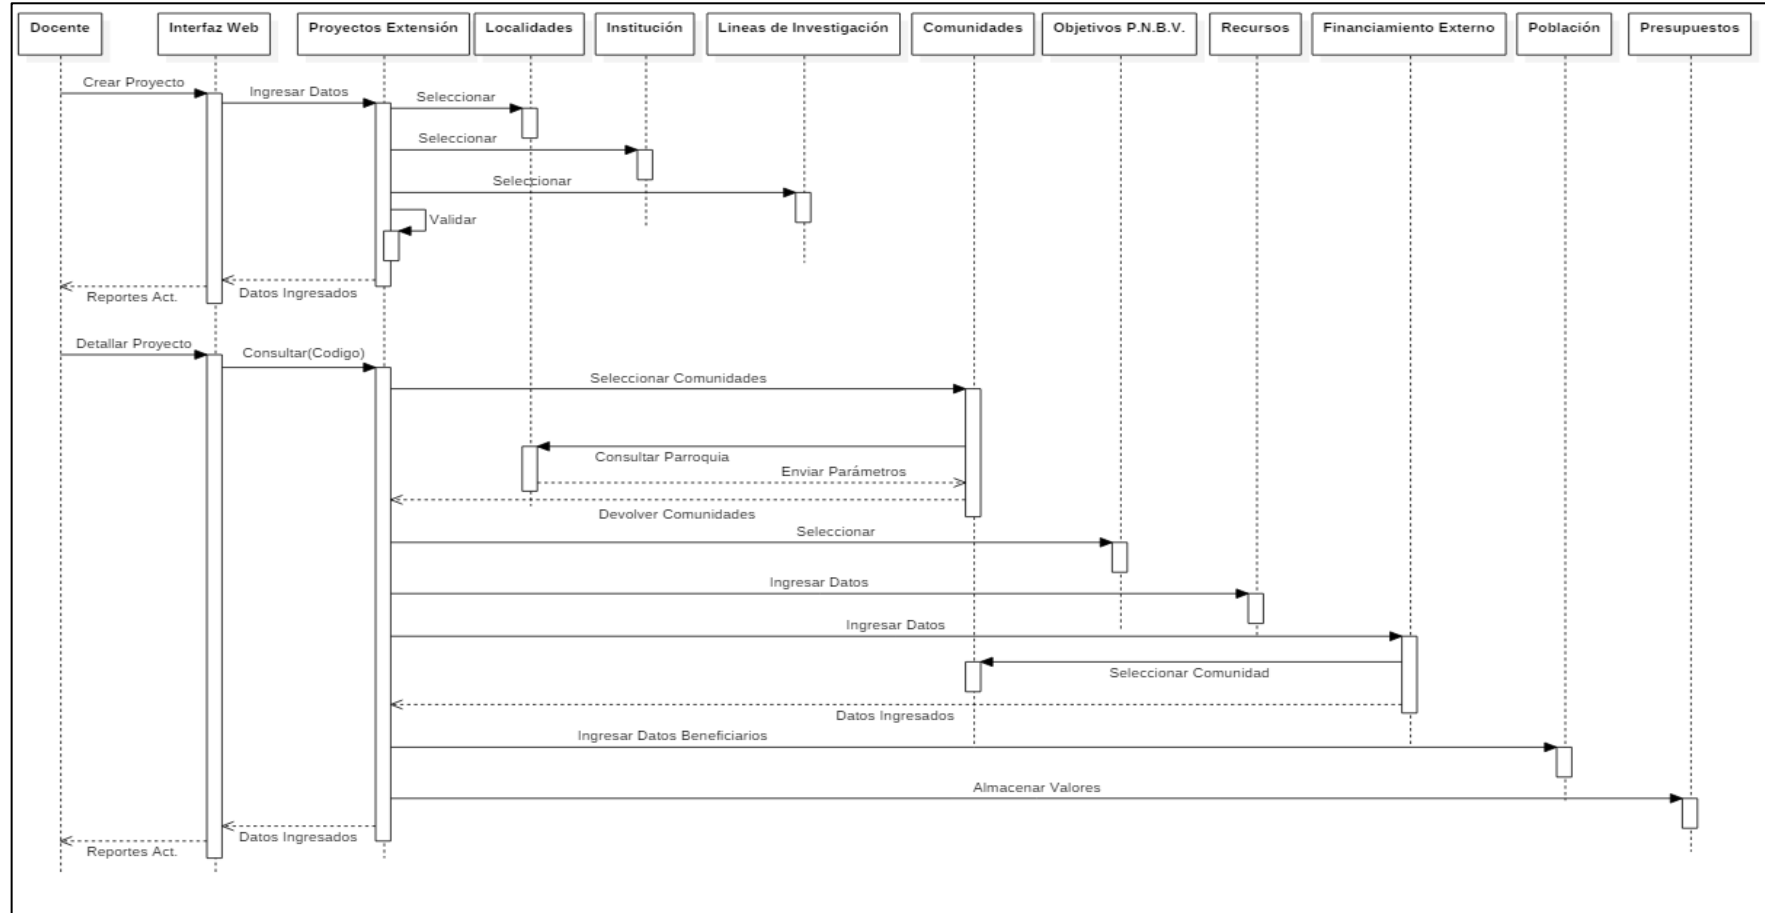 Docente
Interfaz Web
Proyectos Extensión
Localidades
Institución
Lineas de Investigación
Comunidades
Objetivos P.N.B.V.
Recursos
Financiamiento Externo
Población
Presupuestos
Crear Proyecto
Ingresar Datos
Seleccionar
Seleccionar
Seleccionar
Validar
Datos Ingresados
Reportes Act.
Detallar Proyecto
Consultar(Codigo)
Seleccionar Comunidades
Consultar Parroquia
Enviar Parámetros
Devolver Comunidades
Seleccionar
Ingresar Datos
Ingresar Datos
Seleccionar Comunidad
Datos Ingresados
Ingresar Datos Beneficiarios
Almacenar Valores
Datos Ingresados
Reportes Act.